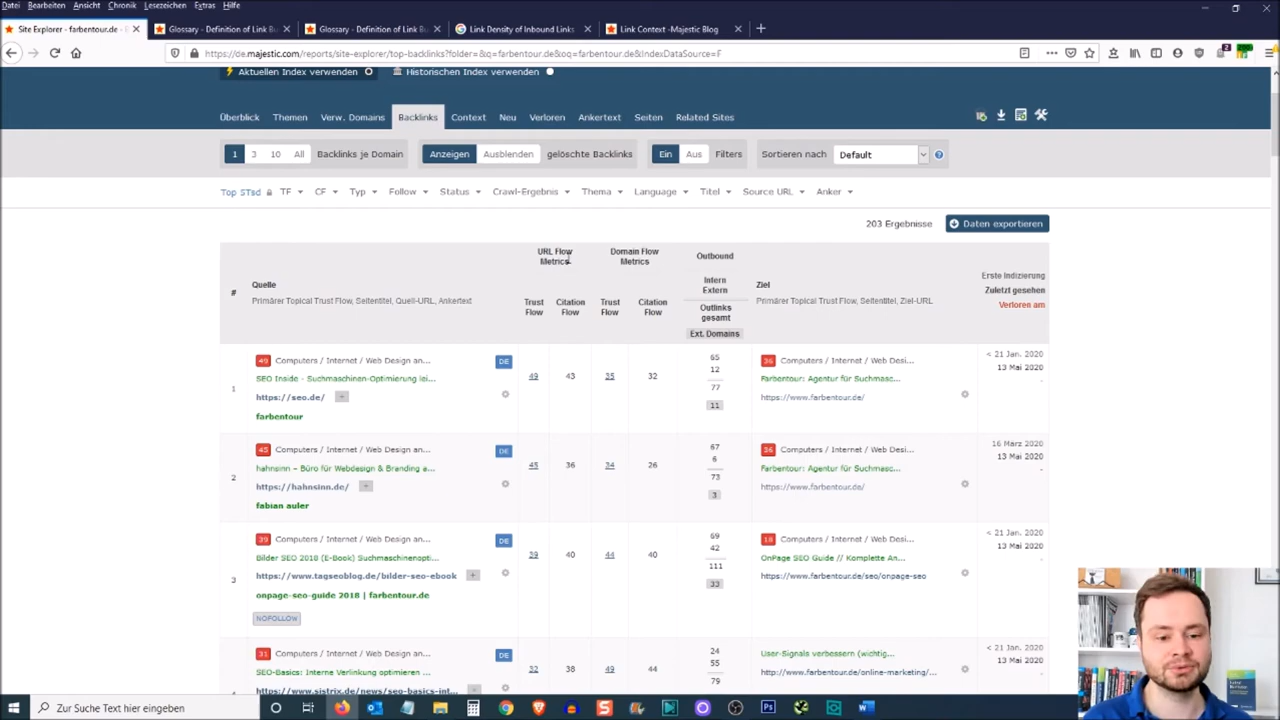 Datei Bearbeiten Ansicht Chronik Lesezeichen Extras Hilfe
Site Explorer - farbentour.de -
Glossary - Definition of Link Bu
Glossary - Definition of Link Bu
Link Density of Inbound Links
Link Context -Majestic Blog
https://de.majestic.com/reports/site-explorer/top-backlinks?folder=&q=farbentour.de&oq=farbentour.de&IndexDataSource=F
Aktuellen Index verwenden Historischen Index verwenden
Überblick Themen Verw. Domains Backlinks Context Neu Verloren Ankertext Seiten Related Sites
1 3 10 All Backlinks je Domain Anzeigen Ausblenden gelöschte Backlinks Ein Aus Filters Sortieren nach Default
TF CF Typ Follow Status Crawl-Ergebnis Thema Language Titel Source URL Anker
203 Ergebnisse Daten exportieren
#
Quelle
Primärer Topical Trust Flow, Seitentitel, Quell-URL, Ankertext
URL Flow
Metrics
Trust
Flow
Citation
Flow
Domain Flow
Metrics
Trust
Flow
Citation
Flow
Outbound
Intern
Extern
Outlinks
gesamt
Ext. Domains
Ziel
Primärer Topical Trust Flow, Seitentitel, Ziel-URL
Erste Indizierung
Zuletzt gesehen
Verloren am
1
49 Computers / Internet / Web Design an... DE
SEO Inside - Suchmaschinen-Optimierung lei...
https://seo.de/
farbentour
49 43 35 32
65
12
77
11
36 Computers / Internet / Web Desi...
Farbentour: Agentur für Suchmasc...
https://www.farbentour.de/
< 21 Jan. 2020
13 Mai 2020
-
2
45 Computers / Internet / Web Design an... DE
hahnsinn – Büro für Webdesign & Branding a...
https://hahnsinn.de/
fabian auler
45 36 34 26
67
6
73
3
36 Computers / Internet / Web Desi...
Farbentour: Agentur für Suchmasc...
https://www.farbentour.de/
16 März 2020
13 Mai 2020
-
3
39 Computers / Internet / Web Design an... DE
Bilder SEO 2018 (E-Book) Suchmaschinenopti...
https://www.tagseoblog.de/bilder-seo-ebook
onpage-seo-guide 2018 | farbentour.de
NOFOLLOW
39 40 44 40
69
42
111
33
18 Computers / Internet / Web Desi...
OnPage SEO Guide // Komplette An...
https://www.farbentour.de/seo/onpage-seo
< 21 Jan. 2020
13 Mai 2020
-
31 Computers / Internet / Web Design an... DE
SEO-Basics: Interne Verlinkung optimieren ...
https://www.sistrix.de/news/seo-basics-int...
32 38 49 44
24
55
79
User-Signals verbessern (wichtig...
http://www.farbentour.de/online-marketing/...
< 21 Jan. 2020
13 Mai 2020
-
Zur Suche Text hier eingeben